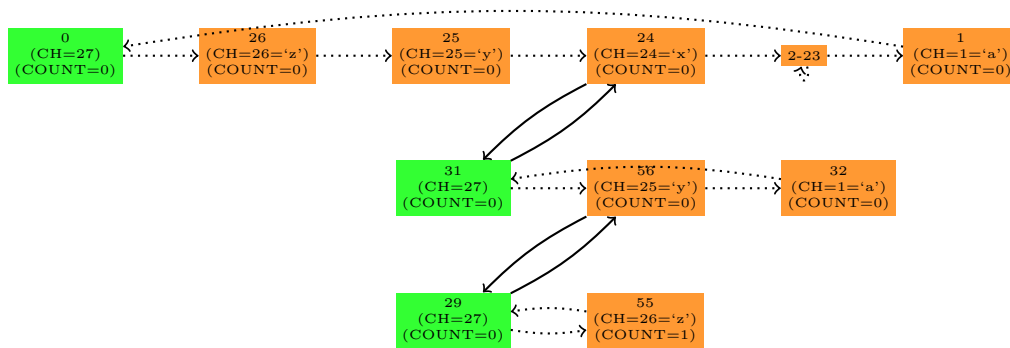 0
(CH=27)
(COUNT=0)
26
(CH=26=‘z’)
(COUNT=0)
25
(CH=25=‘y’)
(COUNT=0)
24
(CH=24=‘x’)
(COUNT=0)
2-23
1
(CH=1=‘a’)
(COUNT=0)
31
(CH=27)
(COUNT=0)
56
(CH=25=‘y’)
(COUNT=0)
32
(CH=1=‘a’)
(COUNT=0)
29
(CH=27)
(COUNT=0)
55
(CH=26=‘z’)
(COUNT=1)